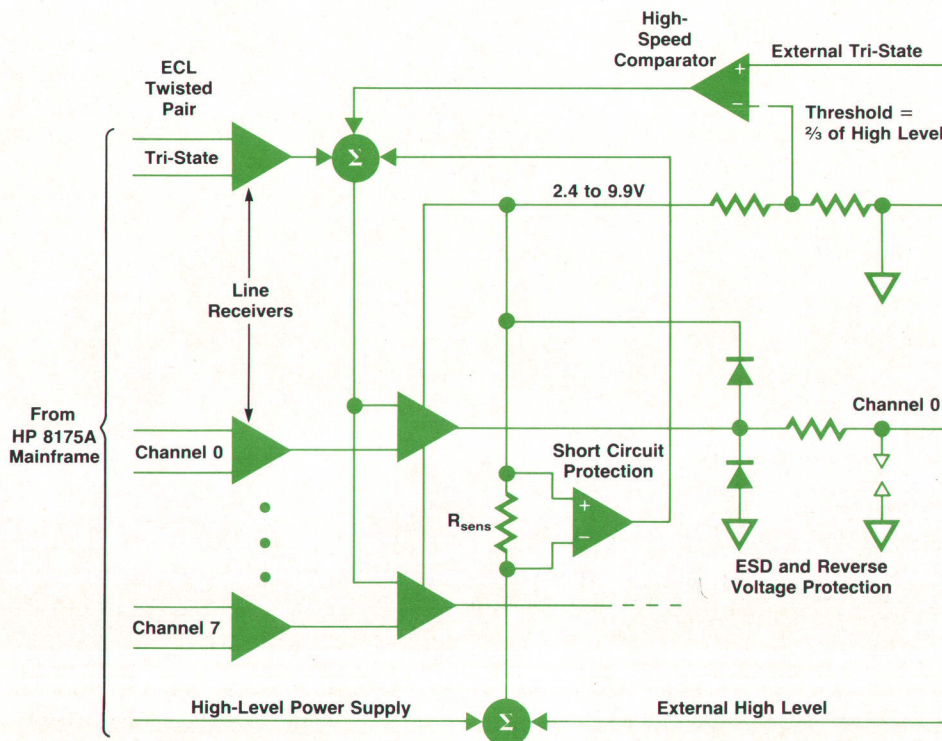 High-
Speed
Comparator
External Tri-State
+
−
ECL
Twisted
Pair
Tri-State
Σ
Threshold =
⅔ of High Level
2.4 to 9.9V
Line
Receivers
From
HP 8175A
Mainframe
Channel 0
Channel 0
Short Circuit
Protection
Rsens
+
−
ESD and Reverse
Voltage Protection
Channel 7
High-Level Power Supply
Σ
External High Level